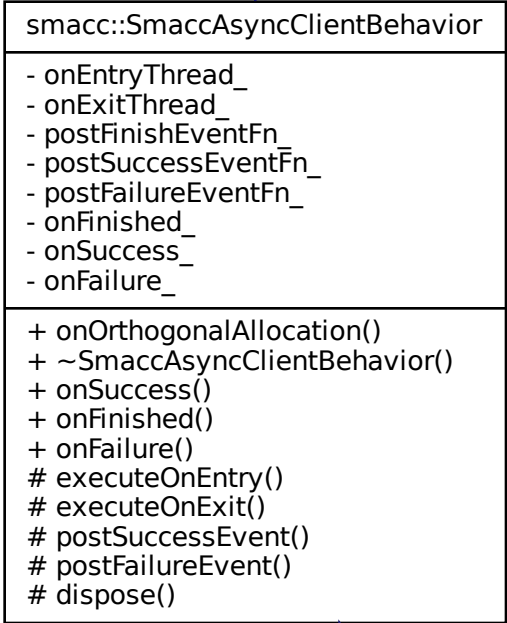 smacc::SmaccAsyncClientBehavior
- onEntryThread_
- onExitThread_
- postFinishEventFn_
- postSuccessEventFn_
- postFailureEventFn_
- onFinished_
- onSuccess_
- onFailure_
+ onOrthogonalAllocation()
+ ~SmaccAsyncClientBehavior()
+ onSuccess()
+ onFinished()
+ onFailure()
# executeOnEntry()
# executeOnExit()
# postSuccessEvent()
# postFailureEvent()
# dispose()